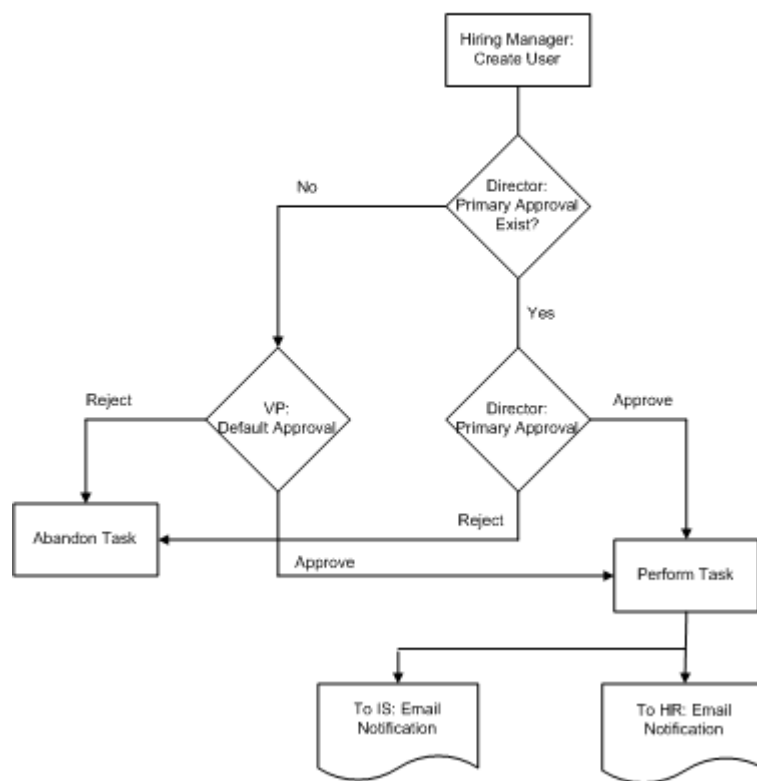 Hiring Manager:
Create User
Director:
Primary Approval
Exist?
No
Yes
Reject
VP:
Default Approval
Director:
Primary Approval
Approve
Abandon Task
Reject
Approve
Perform Task
To IS: Email
Notification
To HR: Email
Notification